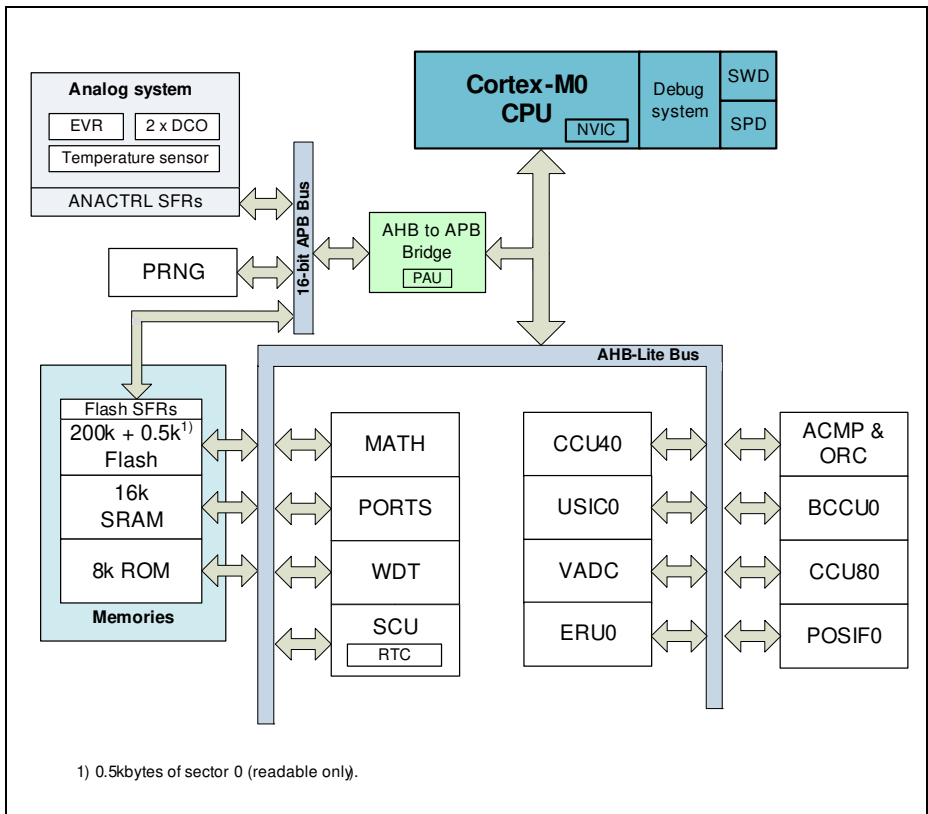 Analog system
EVR
2 x DCO
Temperature sensor
ANACTRL SFRs
Cortex-M0
CPU
NVIC
Debug
system
SWD
SPD
16-bit APB Bus
AHB to APB
Bridge
PAU
PRNG
AHB-Lite Bus
Flash SFRs
200k + 0.5k1)
Flash
16k
SRAM
8k ROM
Memories
MATH
PORTS
WDT
SCU
RTC
CCU40
USIC0
VADC
ERU0
ACMP &
ORC
BCCU0
CCU80
POSIF0
1) 0.5kbytes of sector 0 (readable only).